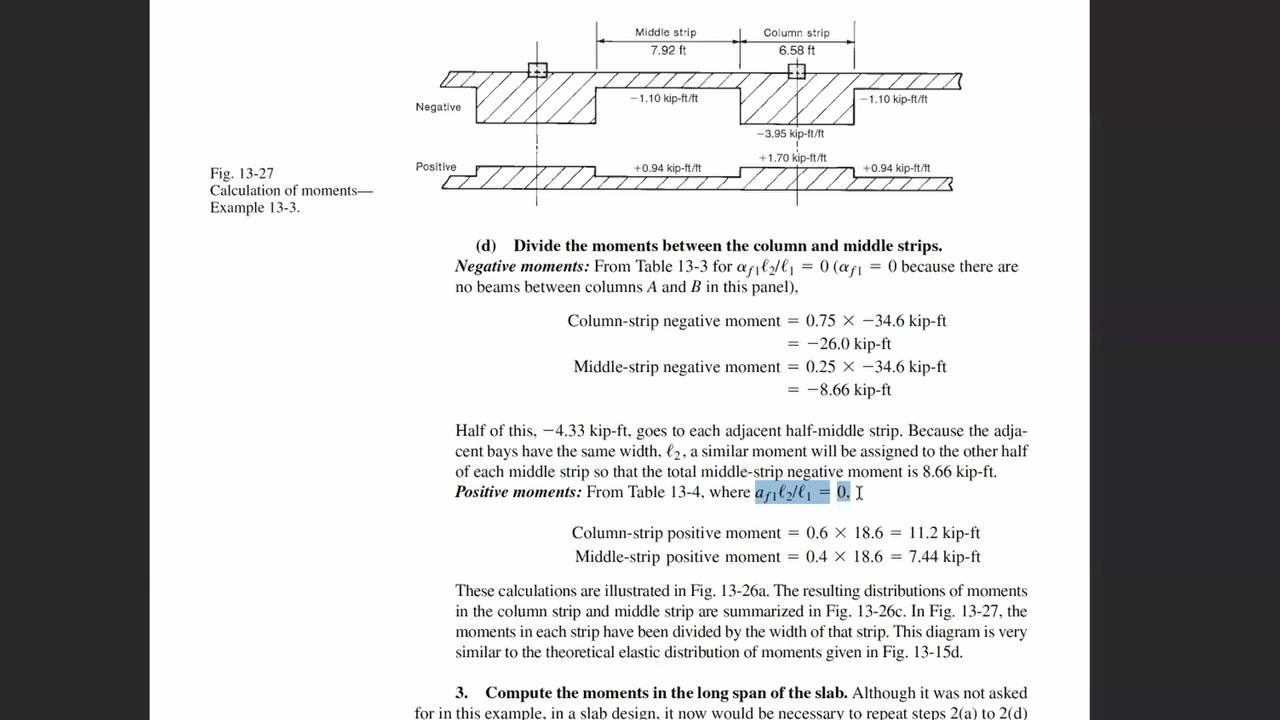 Middle strip
Column strip
7.92 ft
6.58 ft
Negative
−1.10 kip-ft/ft
−1.10 kip-ft/ft
−3.95 kip-ft/ft
+1.70 kip-ft/ft
Positive
+0.94 kip-ft/ft
+0.94 kip-ft/ft
Fig. 13-27
Calculation of moments—
Example 13-3.
(d) Divide the moments between the column and middle strips.
Negative moments: From Table 13-3 for αf1ℓ2/ℓ1 = 0 (αf1 = 0 because there are
no beams between columns A and B in this panel),
Column-strip negative moment = 0.75 × −34.6 kip-ft
= −26.0 kip-ft
Middle-strip negative moment = 0.25 × −34.6 kip-ft
= −8.66 kip-ft
Half of this, −4.33 kip-ft, goes to each adjacent half-middle strip. Because the adja-
cent bays have the same width, ℓ2, a similar moment will be assigned to the other half
of each middle strip so that the total middle-strip negative moment is 8.66 kip-ft.
Positive moments: From Table 13-4, where af1ℓ2/ℓ1 = 0,
Column-strip positive moment = 0.6 × 18.6 = 11.2 kip-ft
Middle-strip positive moment = 0.4 × 18.6 = 7.44 kip-ft
These calculations are illustrated in Fig. 13-26a. The resulting distributions of moments
in the column strip and middle strip are summarized in Fig. 13-26c. In Fig. 13-27, the
moments in each strip have been divided by the width of that strip. This diagram is very
similar to the theoretical elastic distribution of moments given in Fig. 13-15d.
3. Compute the moments in the long span of the slab. Although it was not asked
for in this example, in a slab design, it now would be necessary to repeat steps 2(a) to 2(d)